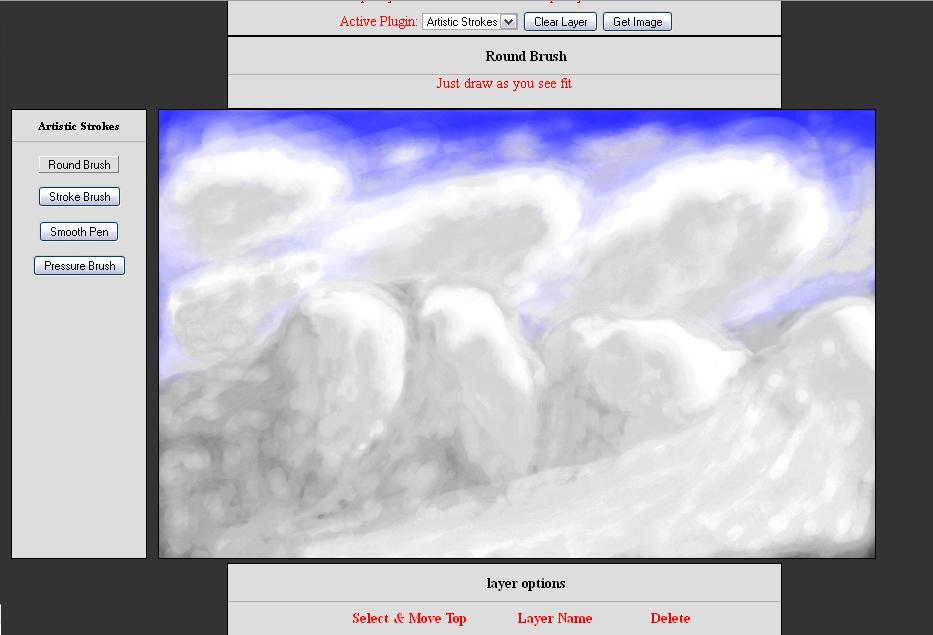 Active Plugin: Artistic Strokes Clear Layer Get Image
Round Brush
Just draw as you see fit
Artistic Strokes
Round Brush
Stroke Brush
Smooth Pen
Pressure Brush
layer options
Select & Move Top Layer Name Delete